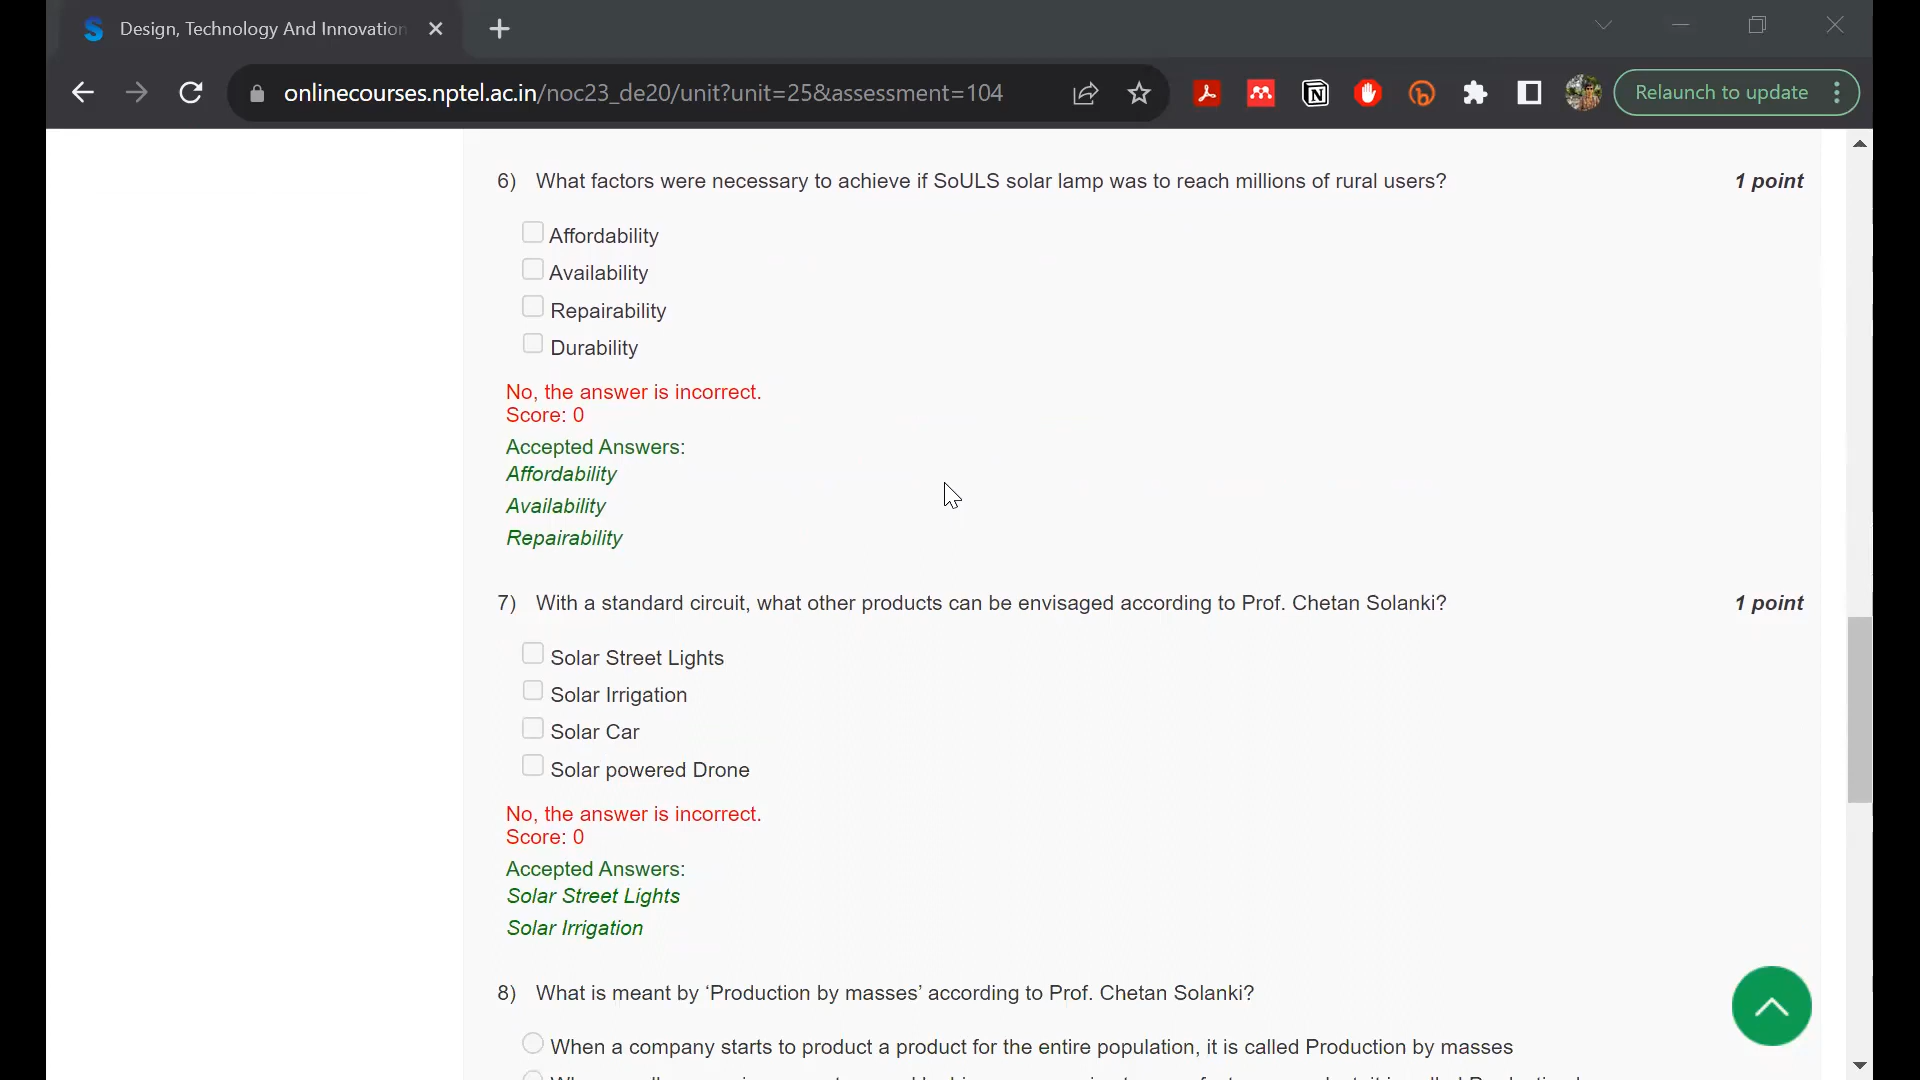 Design, Technology And Innovation
onlinecourses.nptel.ac.in/noc23_de20/unit?unit=25&assessment=104
Relaunch to update
6) What factors were necessary to achieve if SoULS solar lamp was to reach millions of rural users? 1 point
Affordability
Availability
Repairability
Durability
No, the answer is incorrect.
Score: 0
Accepted Answers:
Affordability
Availability
Repairability
7) With a standard circuit, what other products can be envisaged according to Prof. Chetan Solanki? 1 point
Solar Street Lights
Solar Irrigation
Solar Car
Solar powered Drone
No, the answer is incorrect.
Score: 0
Accepted Answers:
Solar Street Lights
Solar Irrigation
8) What is meant by ‘Production by masses’ according to Prof. Chetan Solanki?
When a company starts to product a product for the entire population, it is called Production by masses